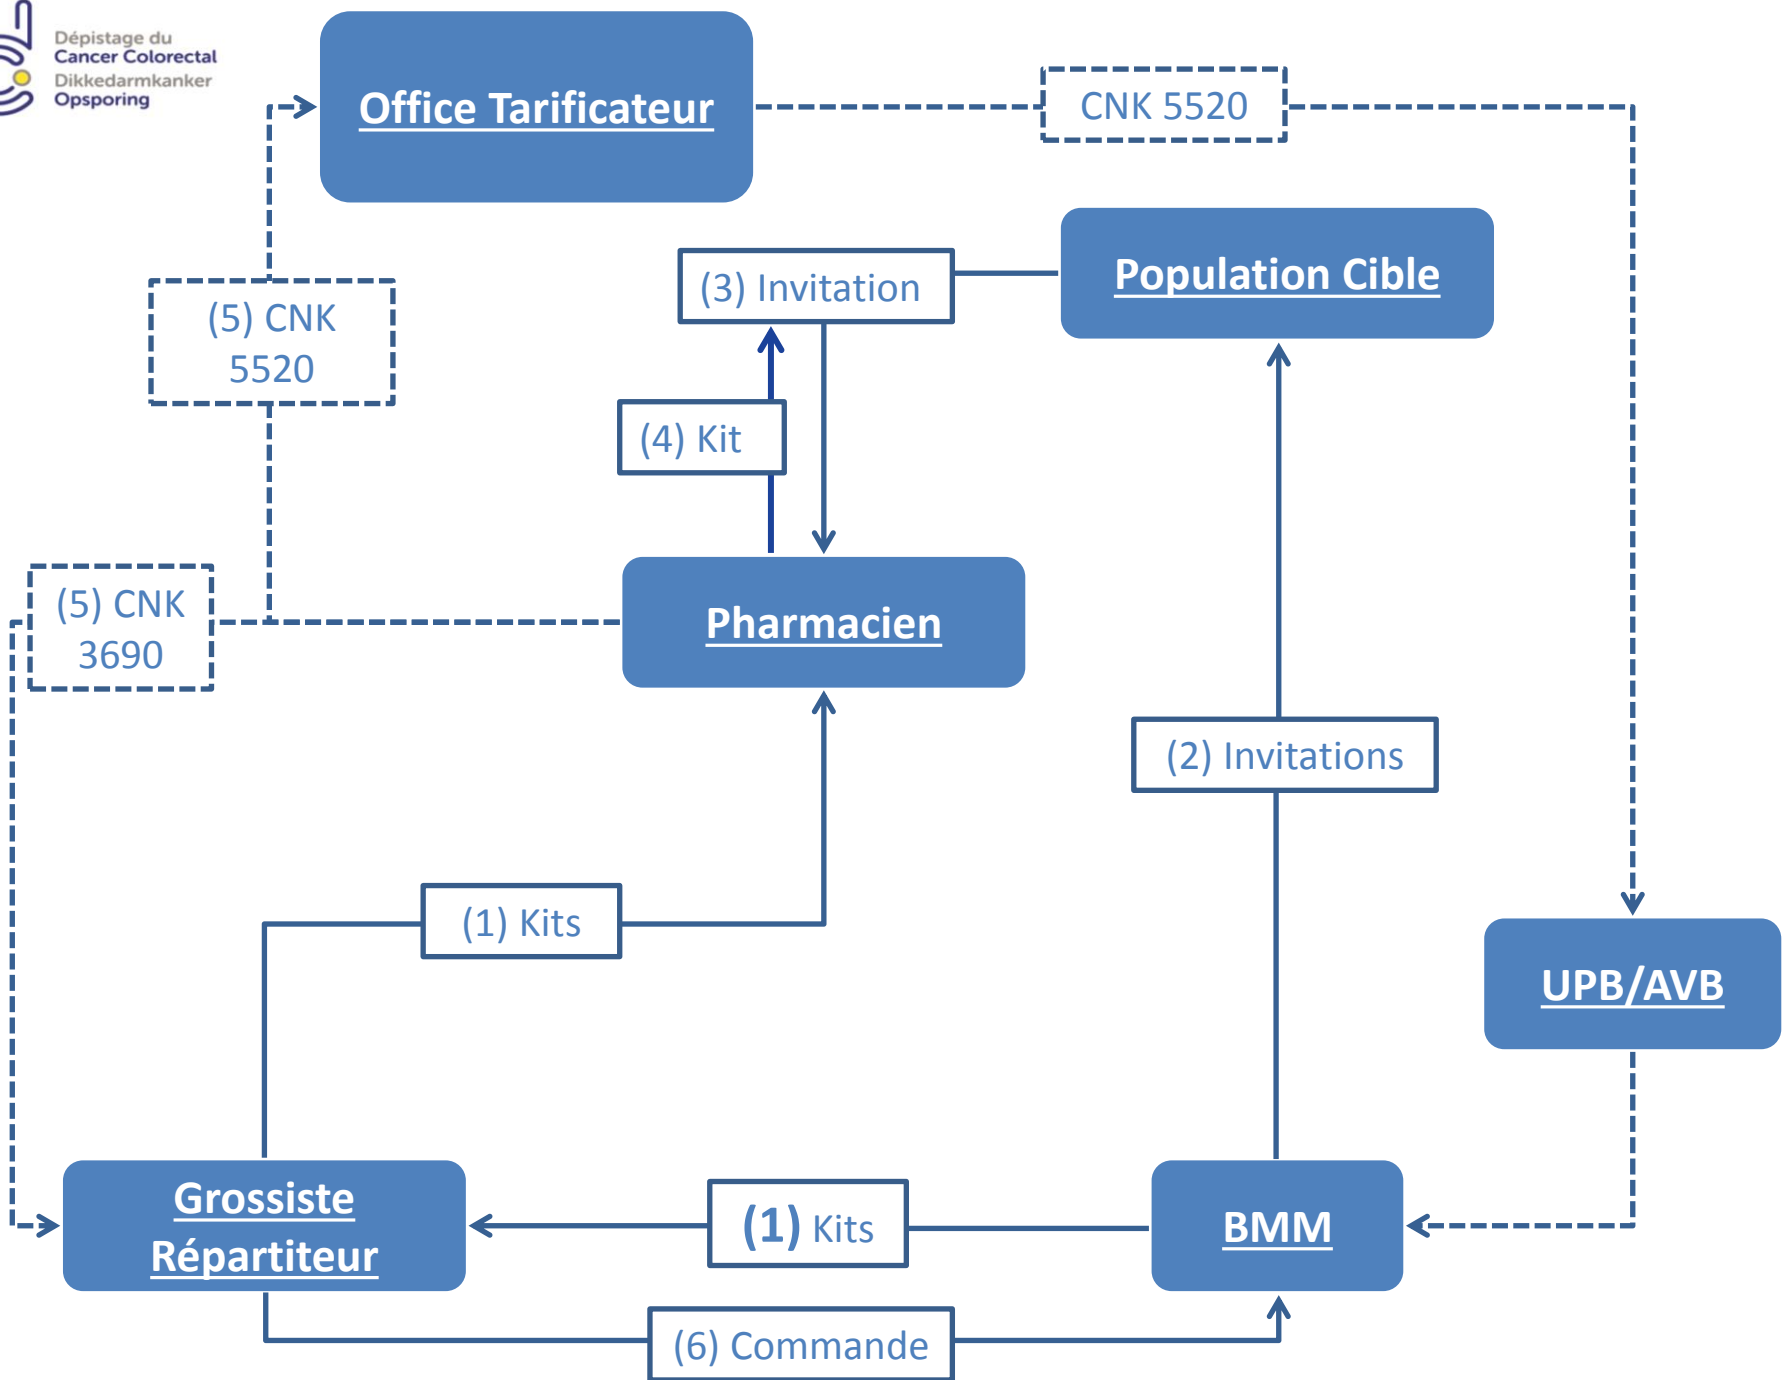 Dépistage du
Cancer Colorectal
Dikkedarmkanker
Opsporing
Office Tarificateur
CNK 5520
Population Cible
(3) Invitation
(5) CNK
5520
(4) Kit
(5) CNK
3690
Pharmacien
(2) Invitations
(1) Kits
UPB/AVB
Grossiste
Répartiteur
(1) Kits
BMM
(6) Commande